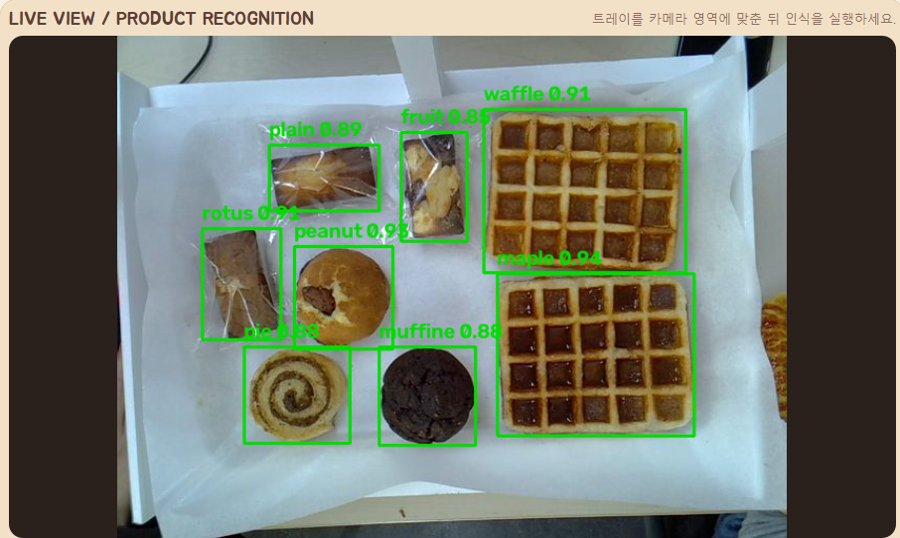 LIVE VIEW / PRODUCT RECOGNITION
트레이를 카메라 영역에 맞춘 뒤 인식을 실행하세요.
waffle 0.91
fruit 0.85
plain 0.89
rotus 0.91
peanut 0.93
maple 0.94
pie 0.88
muffine 0.88